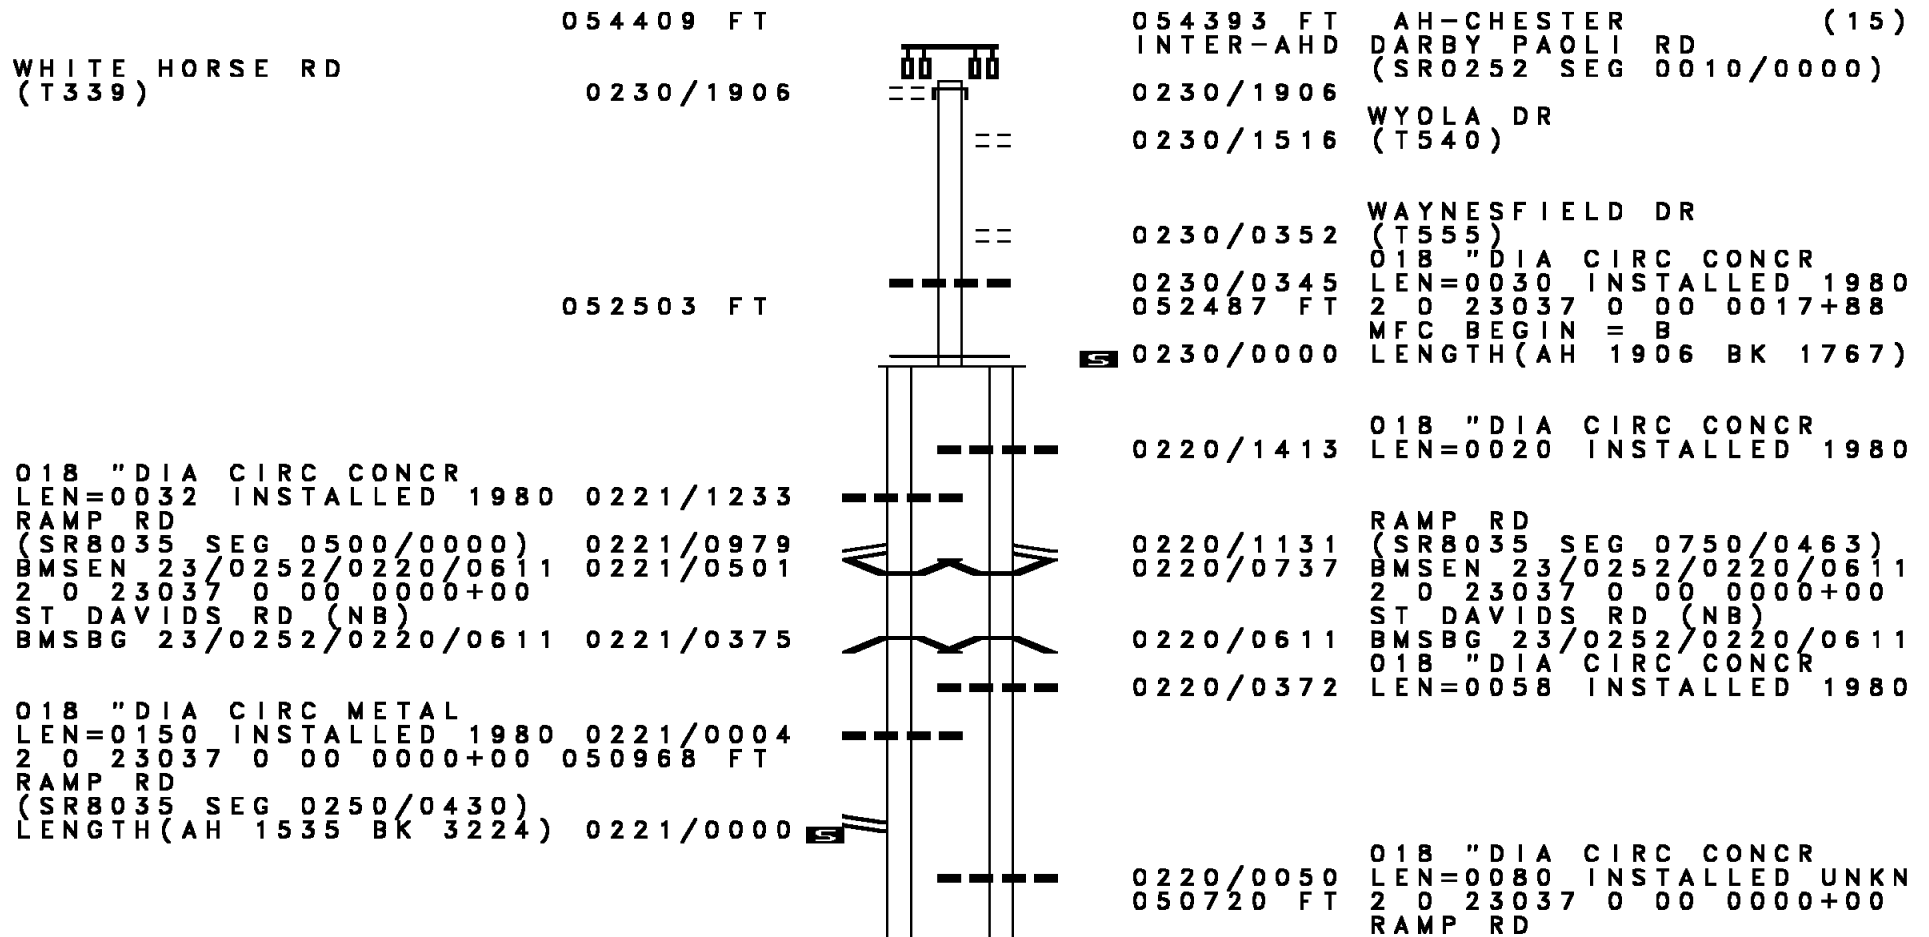 054409 FT
WHITE HORSE RD
(T339) 0230/1906
O18 "DIA CIRC CONCR
052503 FT
LEN=0032 INSTALLED 1980 0221/1233
RAMP RD
(SR8035 SEG 0500/0000) 0221/0979
BMSEN 23/0252/0220/0611 0221/0501
2 0 23037 0 00 0000+00
ST DAVIDS RD (NB)
BMSBG 23/0252/0220/0611 0221/0375
018 "DIA CIRC METAL
LEN=0150 INSTALLED 1980 0221/0004
2 0 23037 0 00 0000+00 050968 FT
RAMP RD
(SR8035 SEG 0250/0430)
LENGTH(AH 1535 BK 3224) 0221/0000 S
054393 FT AH-CHESTER (15)
INTER-AHD DARBY PAOLI RD
(SR0252 SEG 0010/0000)
0230/1906
WYOLA DR
0230/1516 (T540)
WAYNESFIELD DR
0230/0352 (T555)
018 "DIA CIRC CONCR
0230/0345 LEN=0030 INSTALLED 1980
052487 FT 2 0 23037 0 00 0017+88
MFC BEGIN = B
S 0230/0000 LENGTH(AH 1906 BK 1767)
018 "DIA CIRC CONCR
0220/1413 LEN=0020 INSTALLED 1980
RAMP RD
0220/1131 (SR8035 SEG 0750/0463)
0220/0737 BMSEN 23/0252/0220/0611
2 0 23037 0 00 0000+00
ST DAVIDS RD (NB)
0220/0611 BMSBG 23/0252/0220/0611
018 "DIA CIRC CONCR
0220/0372 LEN=0058 INSTALLED 1980
018 "DIA CIRC CONCR
0220/0050 LEN=0080 INSTALLED UNKN
050720 FT 2 0 23037 0 00 0000+00
RAMP RD